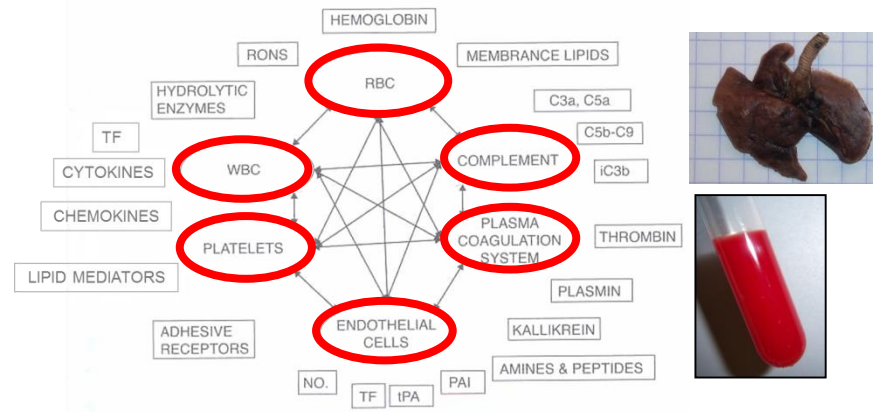 HEMOGLOBIN
RONS
MEMBRANCE LIPIDS
RBC
HYDROLYTIC
ENZYMES
C3a, C5a
TF
C5b-C9
CYTOKINES
WBC
COMPLEMENT
iC3b
CHEMOKINES
PLATELETS
PLASMA
COAGULATION
SYSTEM
THROMBIN
LIPID MEDIATORS
PLASMIN
ADHESIVE
RECEPTORS
ENDOTHELIAL
CELLS
KALLIKREIN
AMINES & PEPTIDES
NO.
TF
tPA
PAI